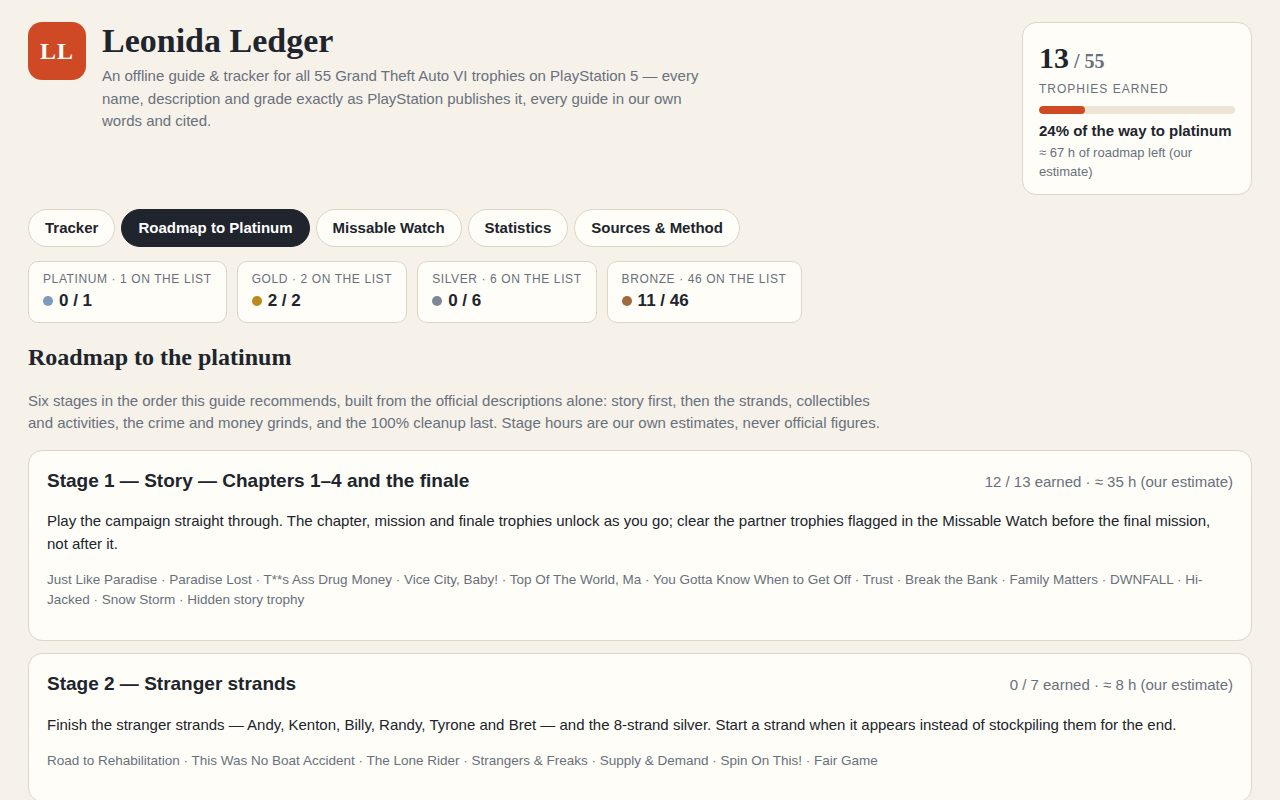 LL
Leonida Ledger
An offline guide & tracker for all 55 Grand Theft Auto VI trophies on PlayStation 5 — every
name, description and grade exactly as PlayStation publishes it, every guide in our own
words and cited.
13 / 55
TROPHIES EARNED
24% of the way to platinum
≈ 67 h of roadmap left (our
estimate)
Tracker
Roadmap to Platinum
Missable Watch
Statistics
Sources & Method
PLATINUM · 1 ON THE LIST
0 / 1
GOLD · 2 ON THE LIST
2 / 2
SILVER · 6 ON THE LIST
0 / 6
BRONZE · 46 ON THE LIST
11 / 46
Roadmap to the platinum
Six stages in the order this guide recommends, built from the official descriptions alone: story first, then the strands, collectibles
and activities, the crime and money grinds, and the 100% cleanup last. Stage hours are our own estimates, never official figures.
Stage 1 — Story — Chapters 1–4 and the finale
12 / 13 earned · ≈ 35 h (our estimate)
Play the campaign straight through. The chapter, mission and finale trophies unlock as you go; clear the partner trophies flagged in the Missable Watch before the final mission,
not after it.
Just Like Paradise · Paradise Lost · T**s Ass Drug Money · Vice City, Baby! · Top Of The World, Ma · You Gotta Know When to Get Off · Trust · Break the Bank · Family Matters · DWNFALL · Hi-
Jacked · Snow Storm · Hidden story trophy
Stage 2 — Stranger strands
0 / 7 earned · ≈ 8 h (our estimate)
Finish the stranger strands — Andy, Kenton, Billy, Randy, Tyrone and Bret — and the 8-strand silver. Start a strand when it appears instead of stockpiling them for the end.
Road to Rehabilitation · This Was No Boat Accident · The Lone Rider · Strangers & Freaks · Supply & Demand · Spin On This! · Fair Game